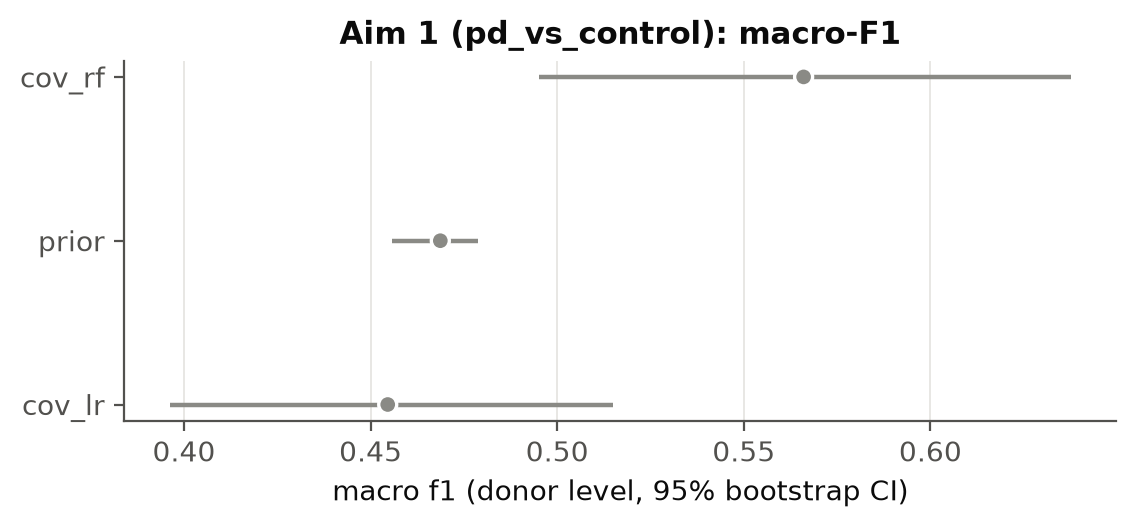 Aim 1 (pd_vs_control): macro-F1
cov_rf
prior
cov_lr
0.40 0.45 0.50 0.55 0.60
macro f1 (donor level, 95% bootstrap CI)